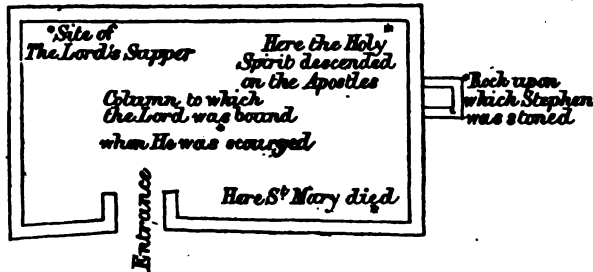 *Site of
The Lord's Supper
Here the Holy
Spirit descended
on the Apostles
Column to which
the Lord was bound
when He was scourged
*Rock upon
which Stephen
was stoned
Here St Mary died
Entrance